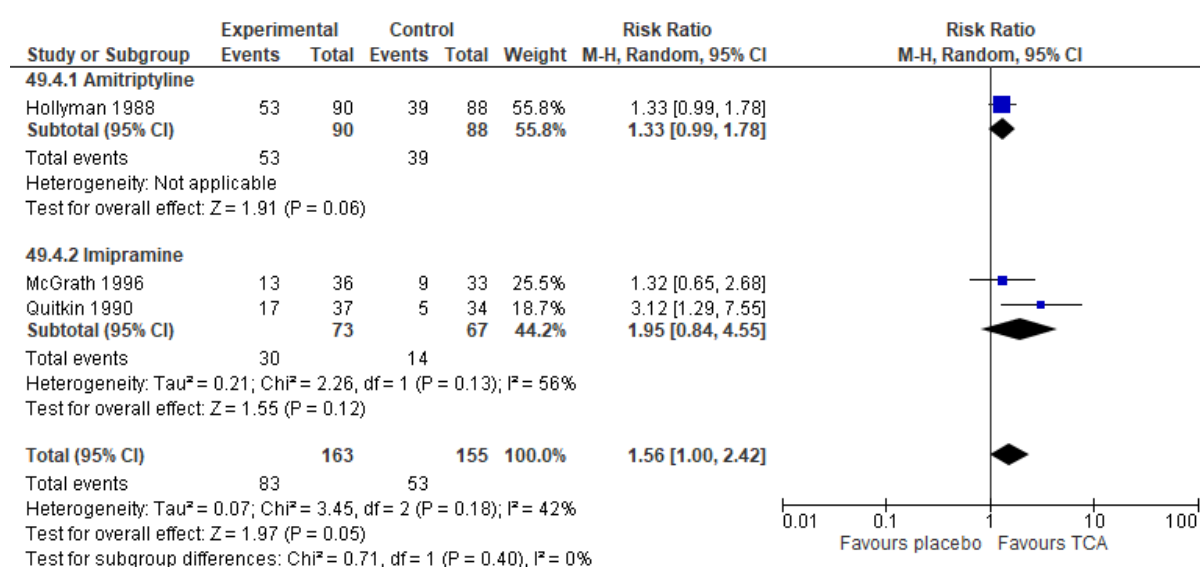 Experimental Control Risk Ratio Risk Ratio
Study or Subgroup Events Total Events Total Weight M-H, Random, 95% CI M-H, Random, 95% CI
49.4.1 Amitriptyline
Hollyman 1988 53 90 39 88 55.8% 1.33 [0.99, 1.78]
Subtotal (95% CI) 90 88 55.8% 1.33 [0.99, 1.78]
Total events 53 39
Heterogeneity: Not applicable
Test for overall effect: Z = 1.91 (P = 0.06)
49.4.2 Imipramine
McGrath 1996 13 36 9 33 25.5% 1.32 [0.65, 2.68]
Quitkin 1990 17 37 5 34 18.7% 3.12 [1.29, 7.55]
Subtotal (95% CI) 73 67 44.2% 1.95 [0.84, 4.55]
Total events 30 14
Heterogeneity: Tau² = 0.21; Chi² = 2.26, df = 1 (P = 0.13); I² = 56%
Test for overall effect: Z = 1.55 (P = 0.12)
Total (95% CI) 163 155 100.0% 1.56 [1.00, 2.42]
Total events 83 53
Heterogeneity: Tau² = 0.07; Chi² = 3.45, df = 2 (P = 0.18); I² = 42%
Test for overall effect: Z = 1.97 (P = 0.05)
Test for subgroup differences: Chi² = 0.71, df = 1 (P = 0.40), I² = 0%
0.01 0.1 1 10 100
Favours placebo Favours TCA